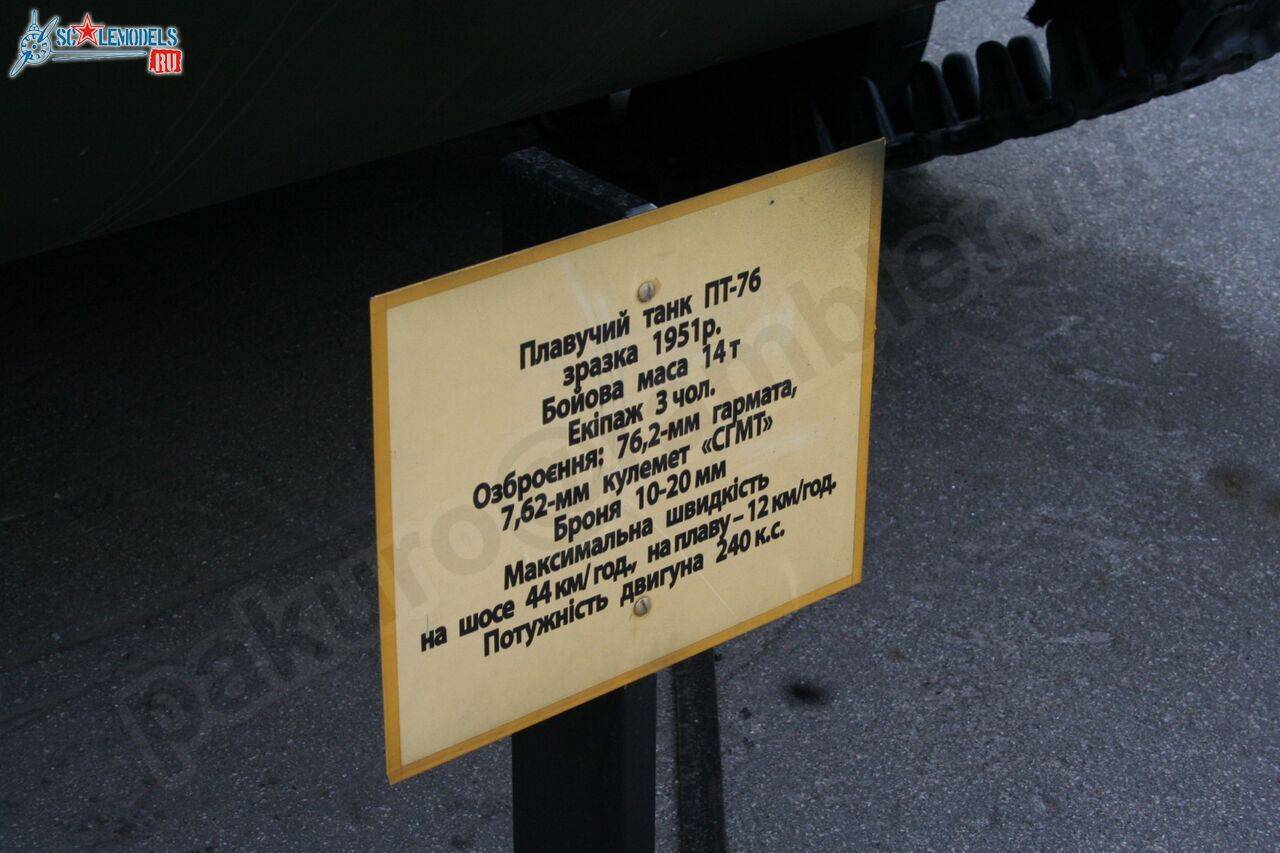 SCALEMODELS
RU
Плавучий танк ПТ-76
зразка 1951р.
Бойова маса 14 т
Екіпаж 3 чол.
Озброєння: 76,2-мм гармата,
7,62-мм кулемет «СГМТ»
Броня 10-20 мм
Максимальна швидкість
на шосе 44 км/год., на плаву – 12 км/год.
Потужність двигуна 240 к.с.